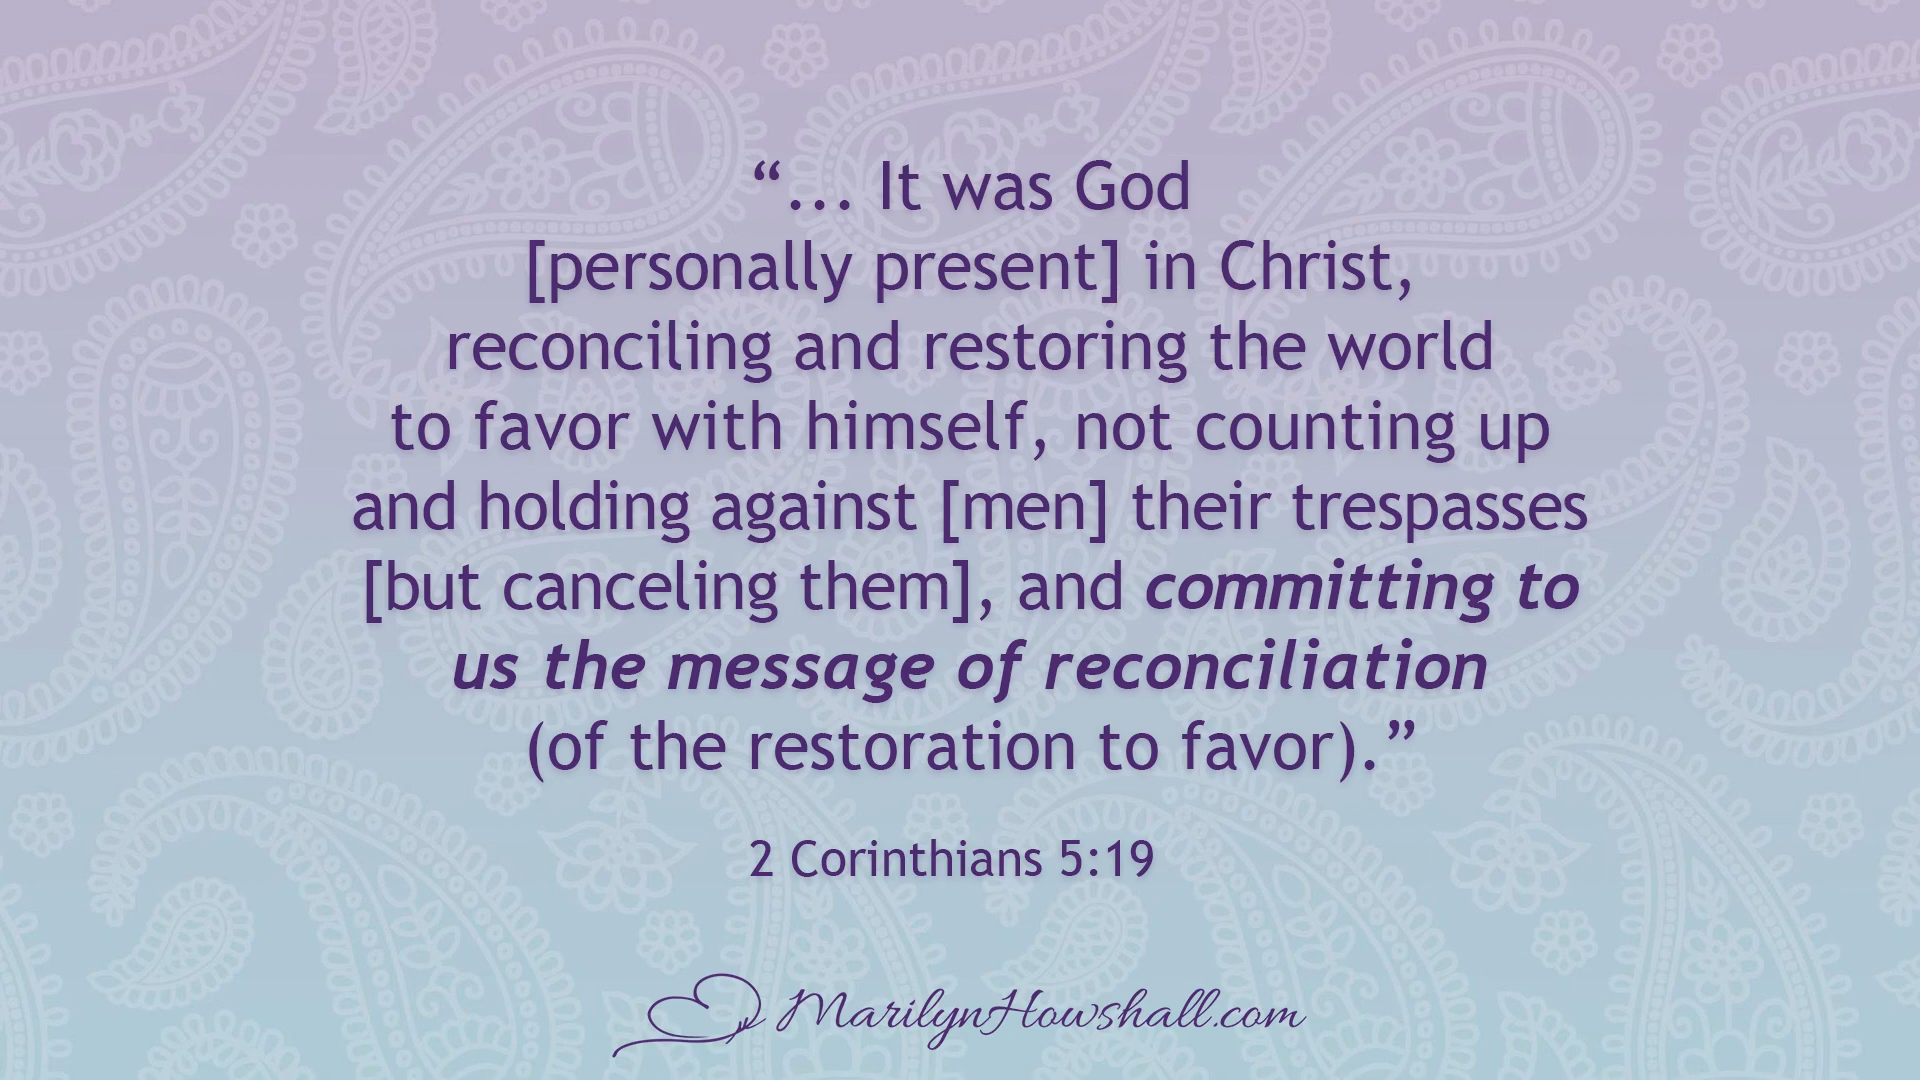 “... It was God
[personally present] in Christ,
reconciling and restoring the world
to favor with himself, not counting up
and holding against [men] their trespasses
[but canceling them], and committing to
us the message of reconciliation
(of the restoration to favor).”
2 Corinthians 5:19
MarilynHowshall.com